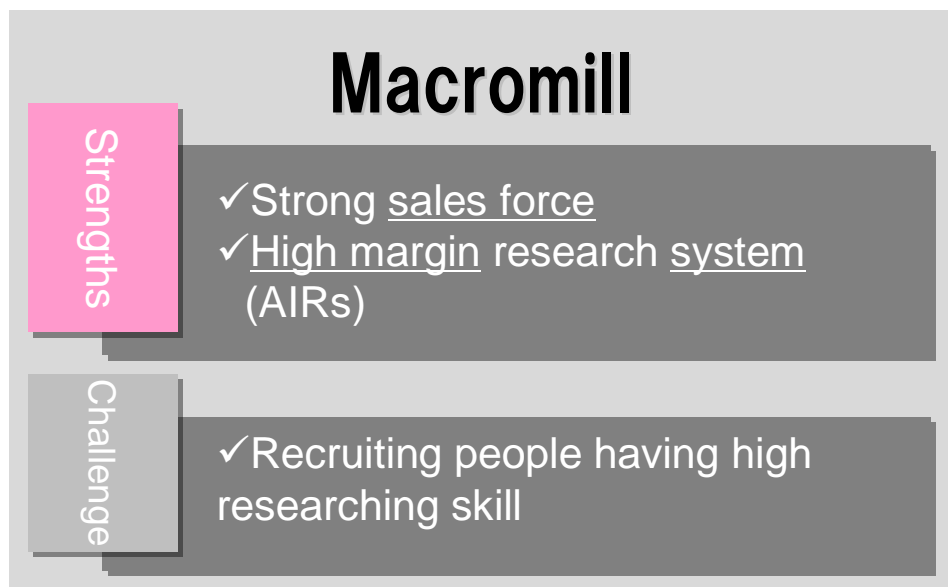 Macromill
Strengths
✓Strong sales force
✓High margin research system
(AIRs)
Challenge
✓Recruiting people having high
researching skill